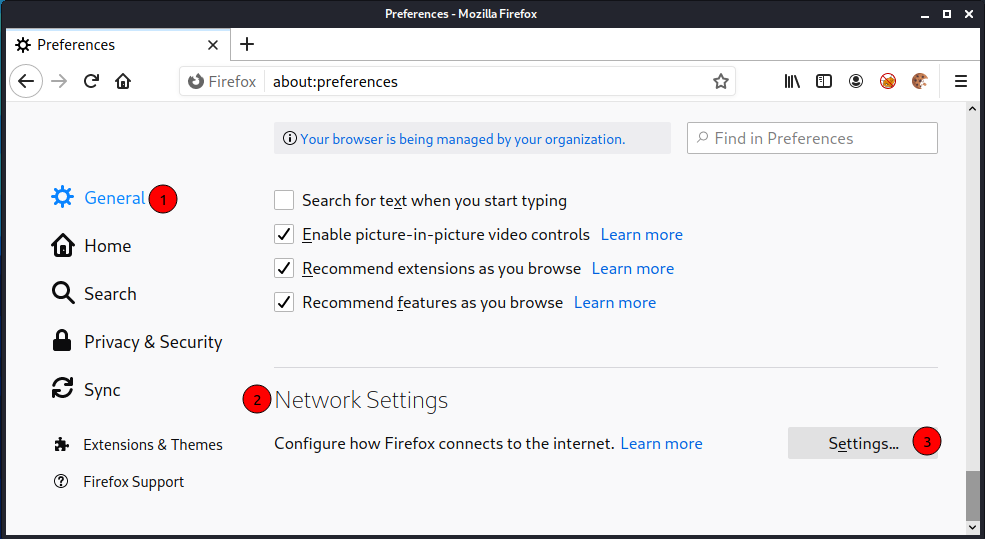 Preferences - Mozilla Firefox
Preferences
Firefox about:preferences
Your browser is being managed by your organization.
Find in Preferences
General 1
Home
Search
Privacy & Security
Sync
Extensions & Themes
Firefox Support
Search for text when you start typing
Enable picture-in-picture video controls Learn more
Recommend extensions as you browse Learn more
Recommend features as you browse Learn more
2 Network Settings
Configure how Firefox connects to the internet. Learn more
Settings... 3